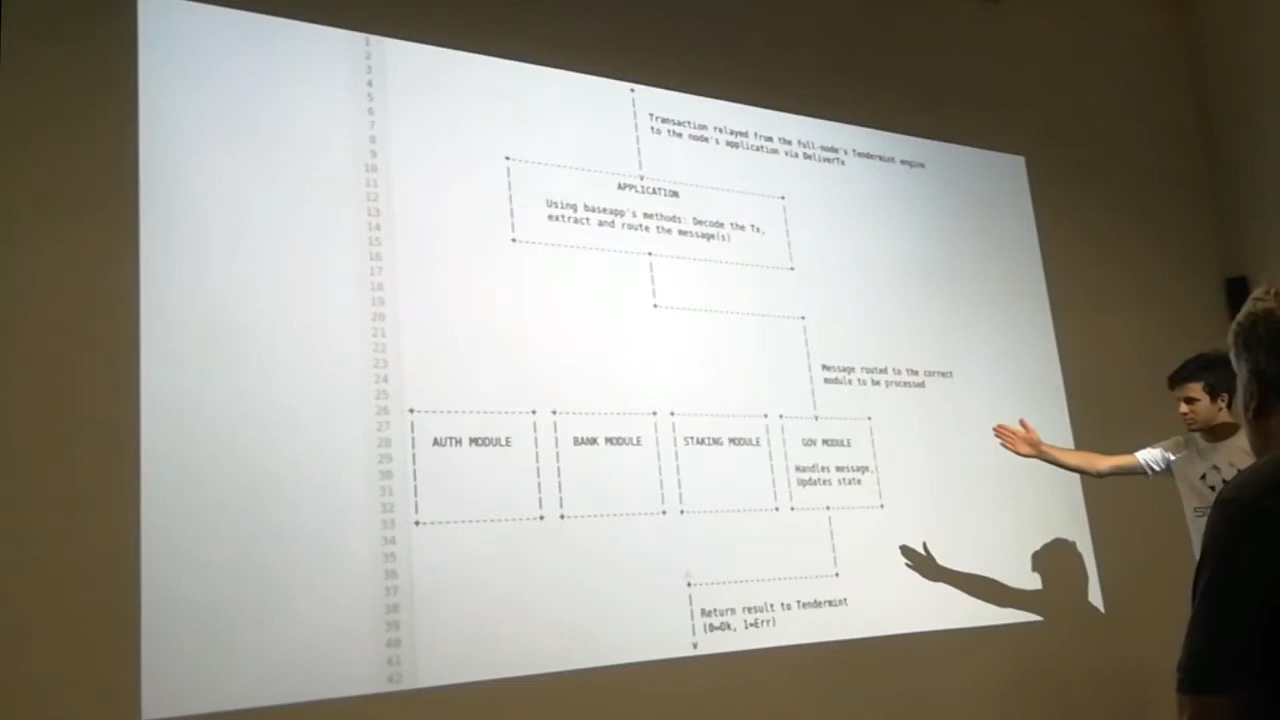 1
2
3
4
5
6
7
8
9
10
11
12
13
14
15
16
17
18
19
20
21
22
23
24
25
26
27
28
29
30
31
32
33
34
35
36
37
38
39
40
41
42
Transaction relayed from the full-node's Tendermint engine
to the node's application via DeliverTx
APPLICATION
Using baseapp's methods: Decode the Tx,
extract and route the message(s)
Message routed to the correct
module to be processed
AUTH MODULE
BANK MODULE
STAKING MODULE
GOV MODULE
Handles message,
Updates state
Return result to Tendermint
(0=Ok, 1=Err)